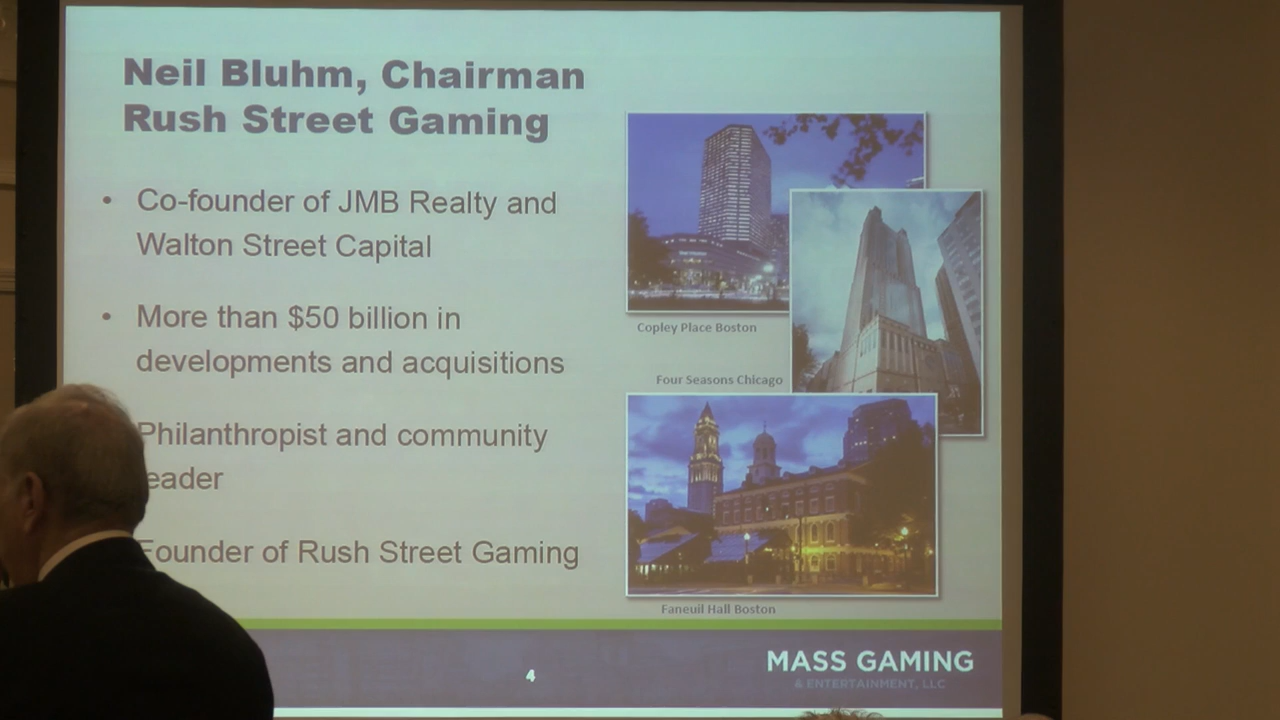 Neil Bluhm, Chairman
Rush Street Gaming
• Co-founder of JMB Realty and
Walton Street Capital
• More than $50 billion in
developments and acquisitions
Philanthropist and community
eader
Founder of Rush Street Gaming
Copley Place Boston
Four Seasons Chicago
Faneuil Hall Boston
4
MASS GAMING
& ENTERTAINMENT, LLC